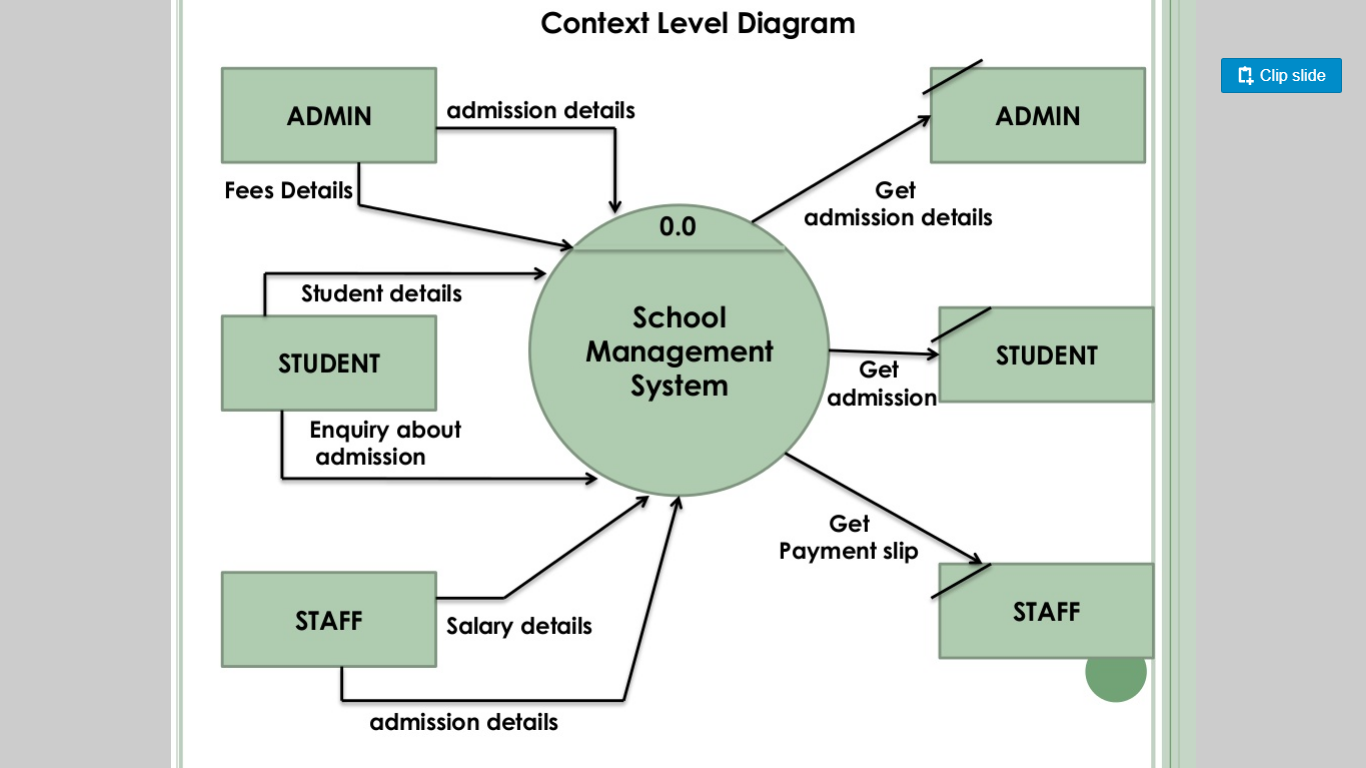 Context Level Diagram
Clip slide
ADMIN
admission details
ADMIN
Fees Details
Get
admission details
0.0
Student details
School
Management
System
STUDENT
STUDENT
Get
admission
Enquiry about
admission
Get
Payment slip
STAFF
Salary details
STAFF
admission details